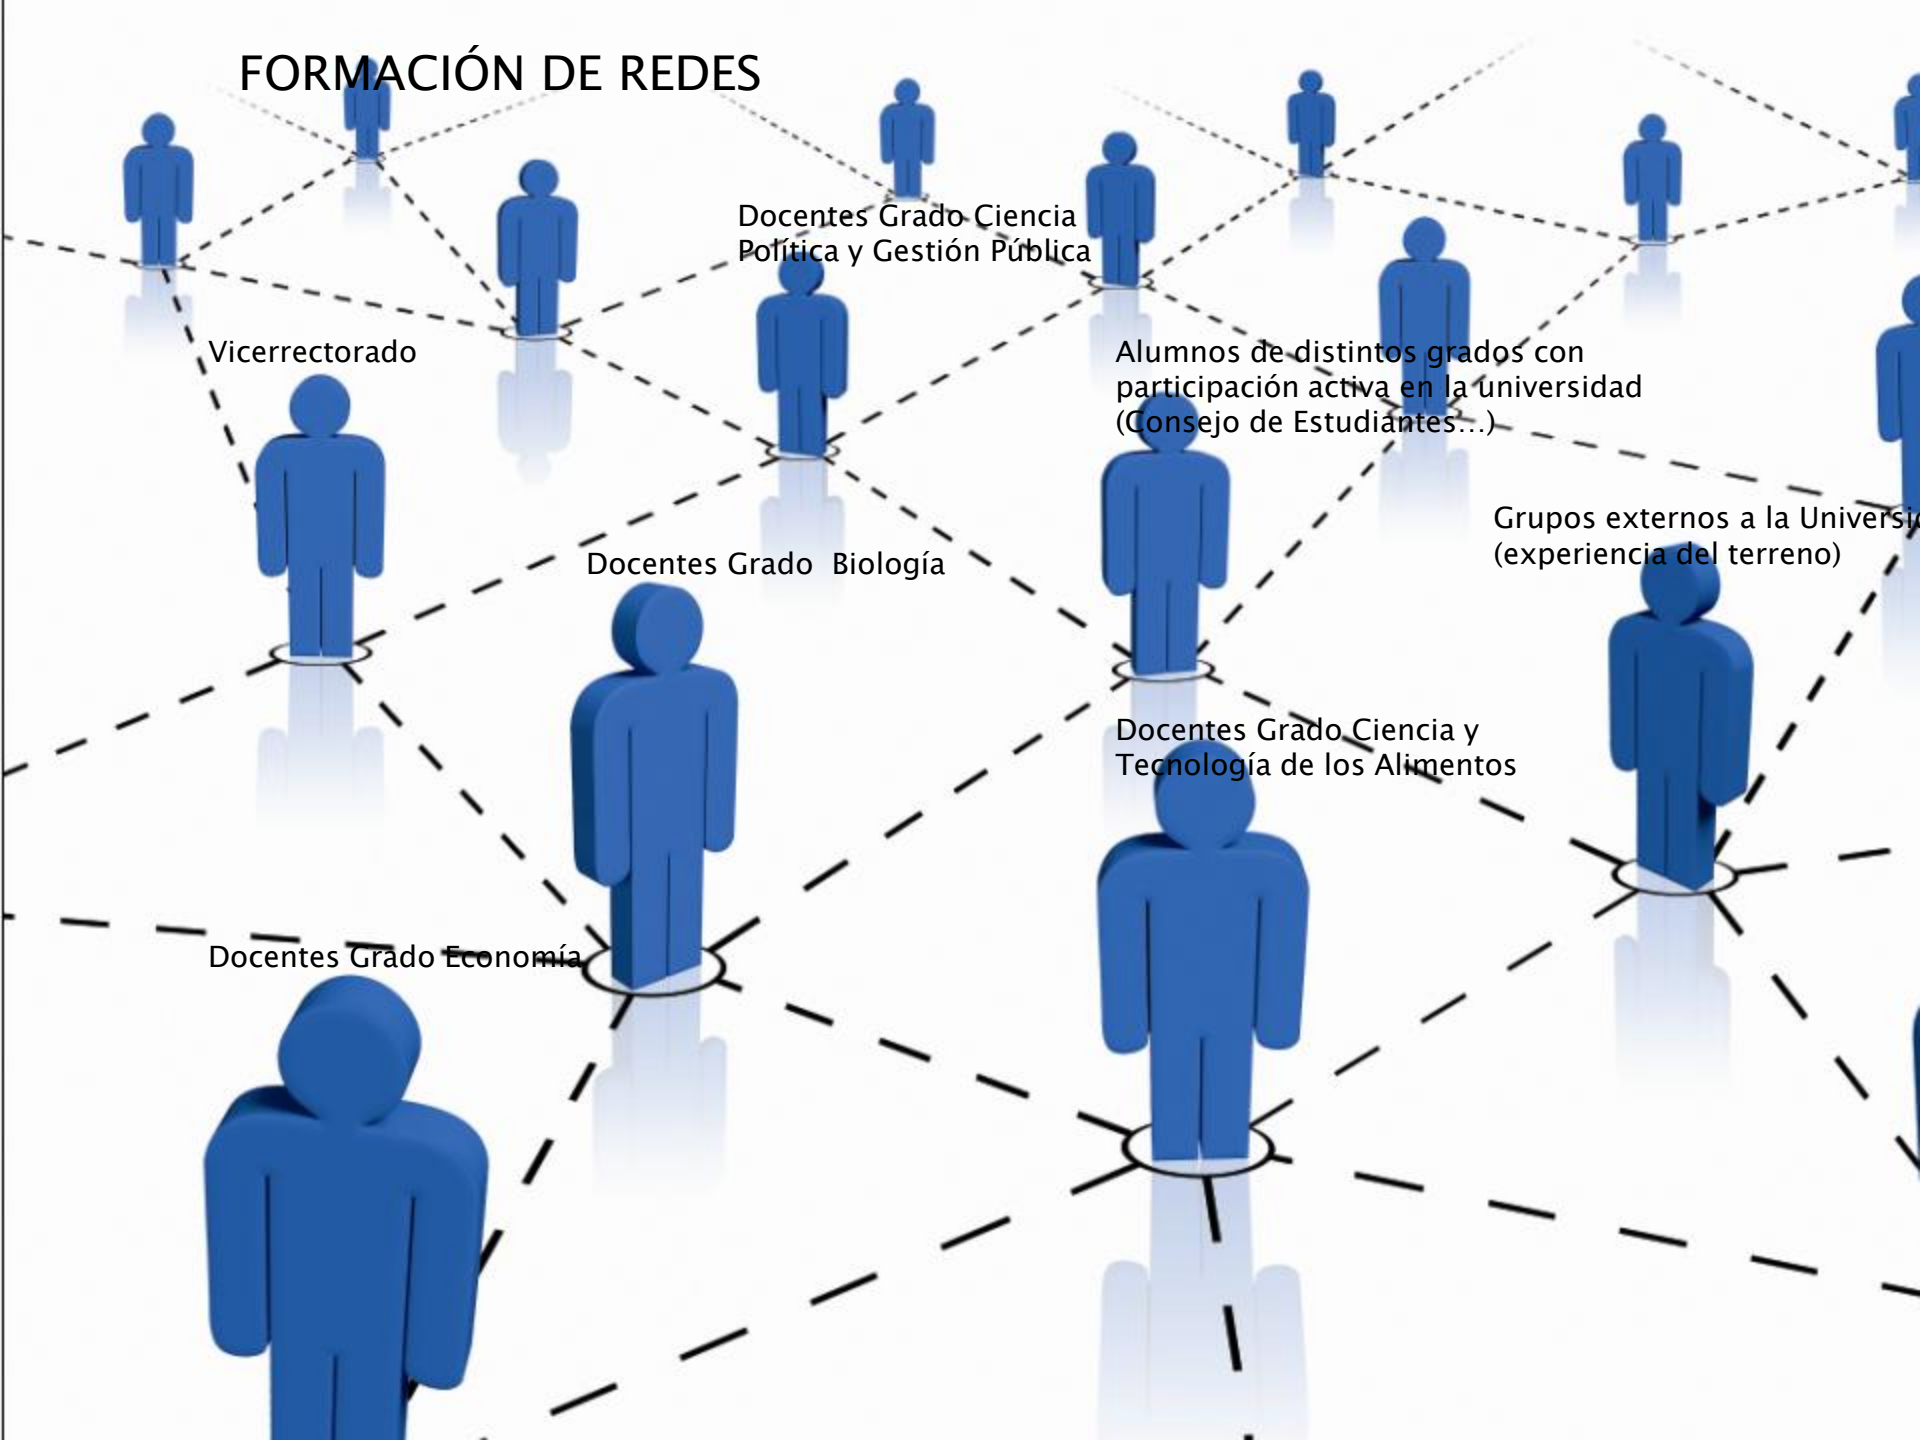 FORMACIÓN DE REDES
Docentes Grado Ciencia
Política y Gestión Pública
Vicerrectorado
Alumnos de distintos grados con
participación activa en la universidad
(Consejo de Estudiantes…)
Grupos externos a la
(experiencia del terreno)
Docentes Grado Biología
Docentes Grado Ciencia y
Tecnología de los Alimentos
Docentes Grado Economía